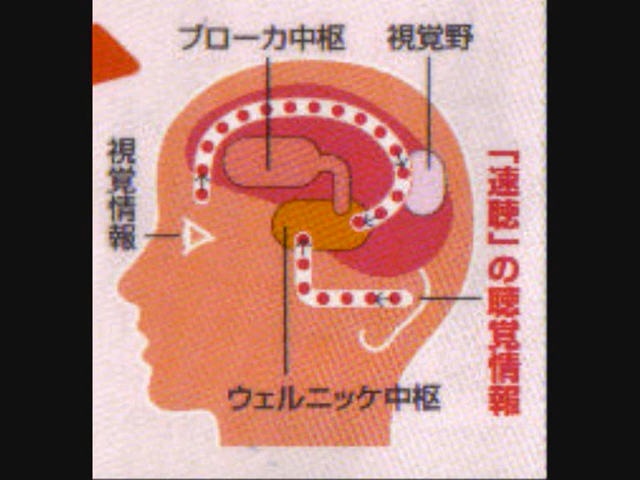 ブローカ中枢
視覚野
視覚情報
「速聴」の聴覚情報
ウェルニッケ中枢